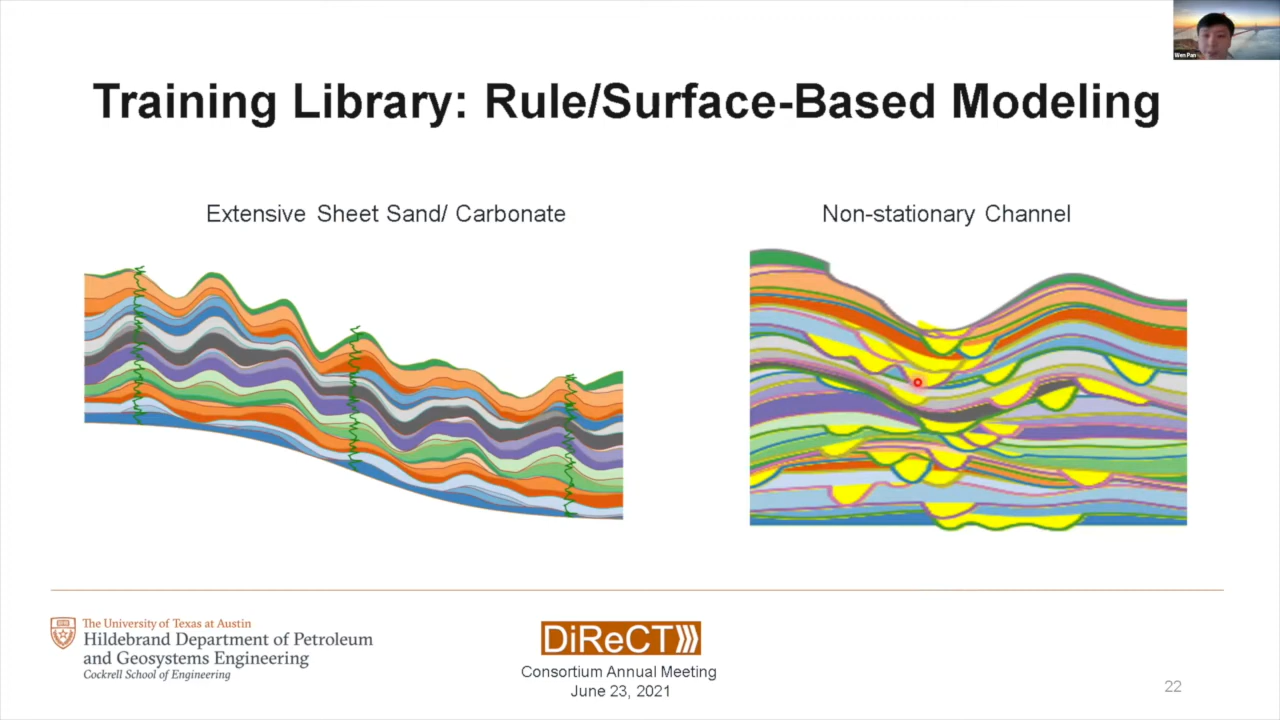 Wen Pan
Training Library: Rule/Surface-Based Modeling
Extensive Sheet Sand/ Carbonate
Non-stationary Channel
The University of Texas at Austin
Hildebrand Department of Petroleum
and Geosystems Engineering
Cockrell School of Engineering
DiReCT
Consortium Annual Meeting
June 23, 2021
22